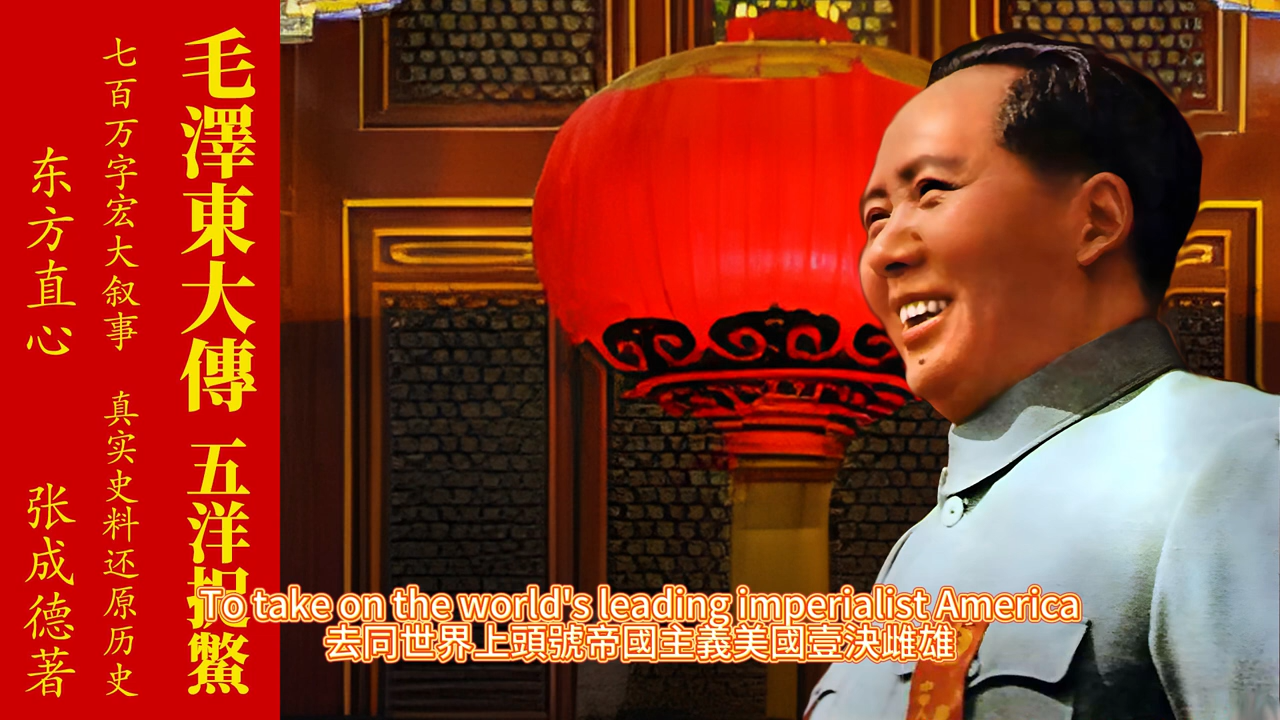 毛澤東大傳 五洋捉鱉
七百万字宏大叙事 真实史料还原历史
东方直心 张成德著
To take on the world's leading imperialist America
去同世界上頭號帝國主義美國壹決雌雄